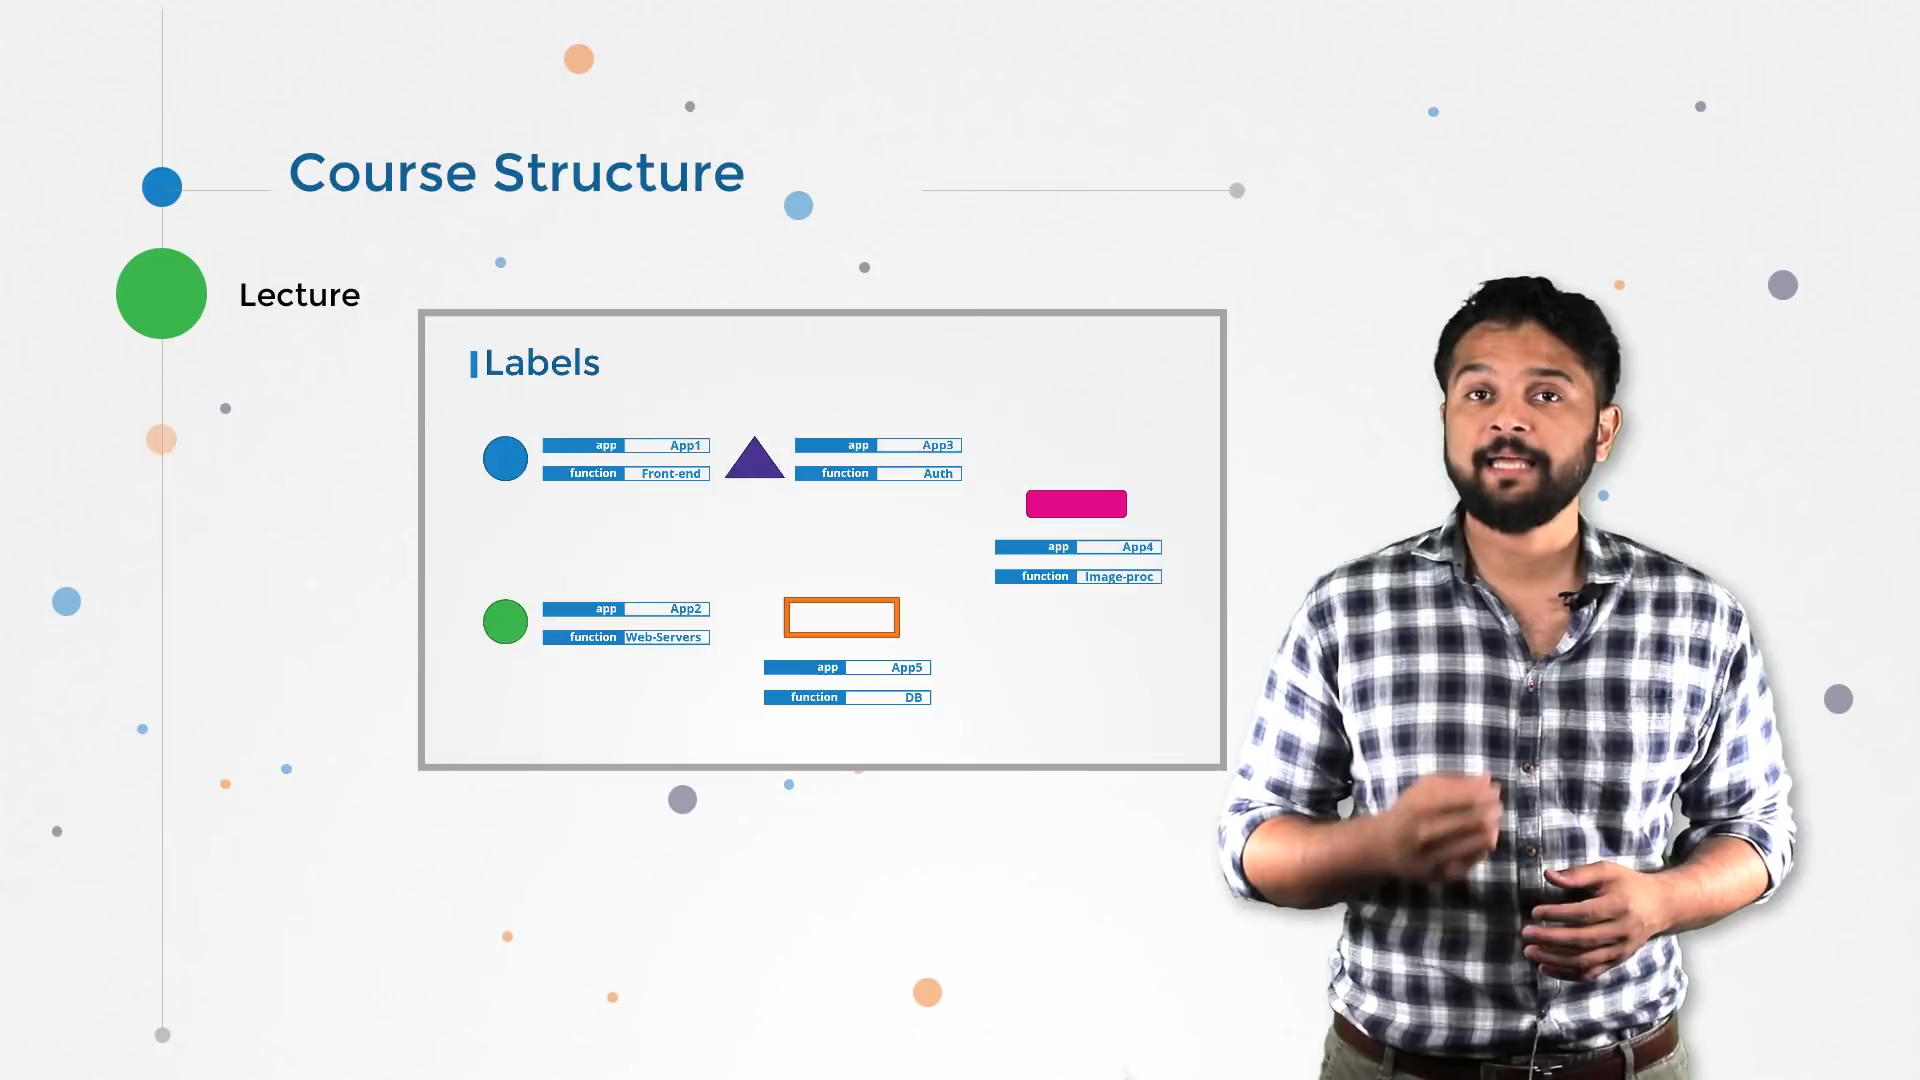 Course Structure
Lecture
Labels
app App1
function Front-end
app App3
function Auth
app App4
function Image-proc
app App2
function Web-Servers
app App5
function DB